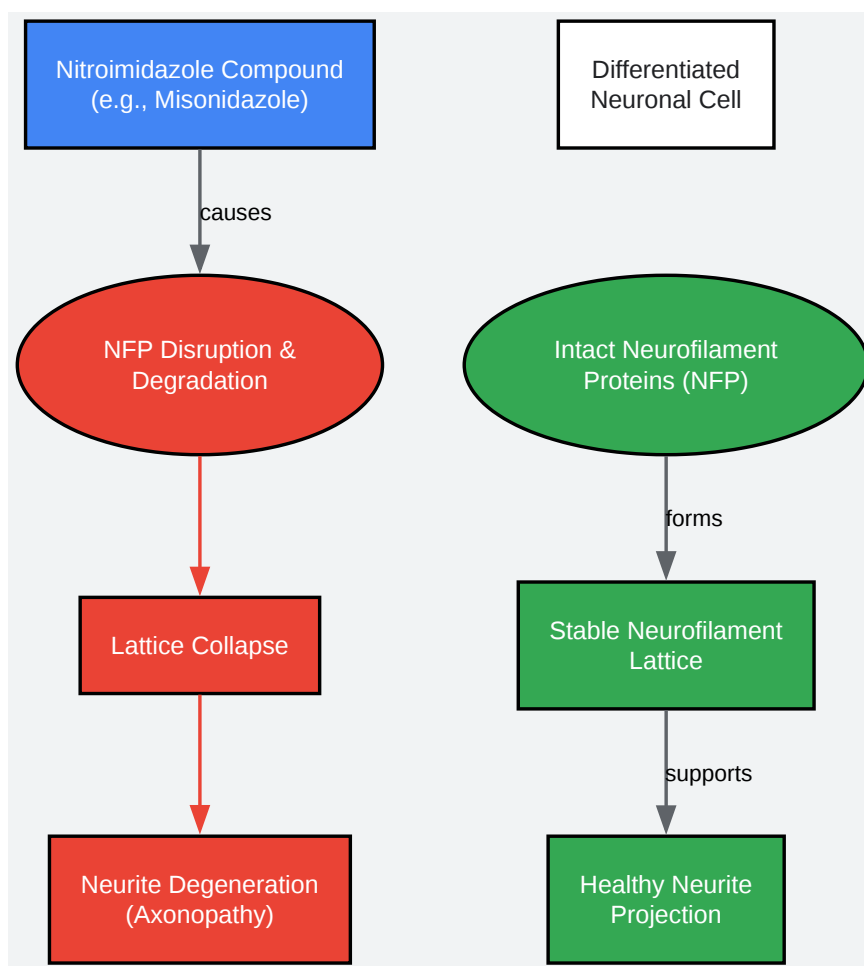 Nitroimidazole Compound
(e.g., Misonidazole)
causes
NFP Disruption &
Degradation
Lattice Collapse
Neurite Degeneration
(Axonopathy)
Differentiated
Neuronal Cell
Intact Neurofilament
Proteins (NFP)
forms
Stable Neurofilament
Lattice
supports
Healthy Neurite
Projection